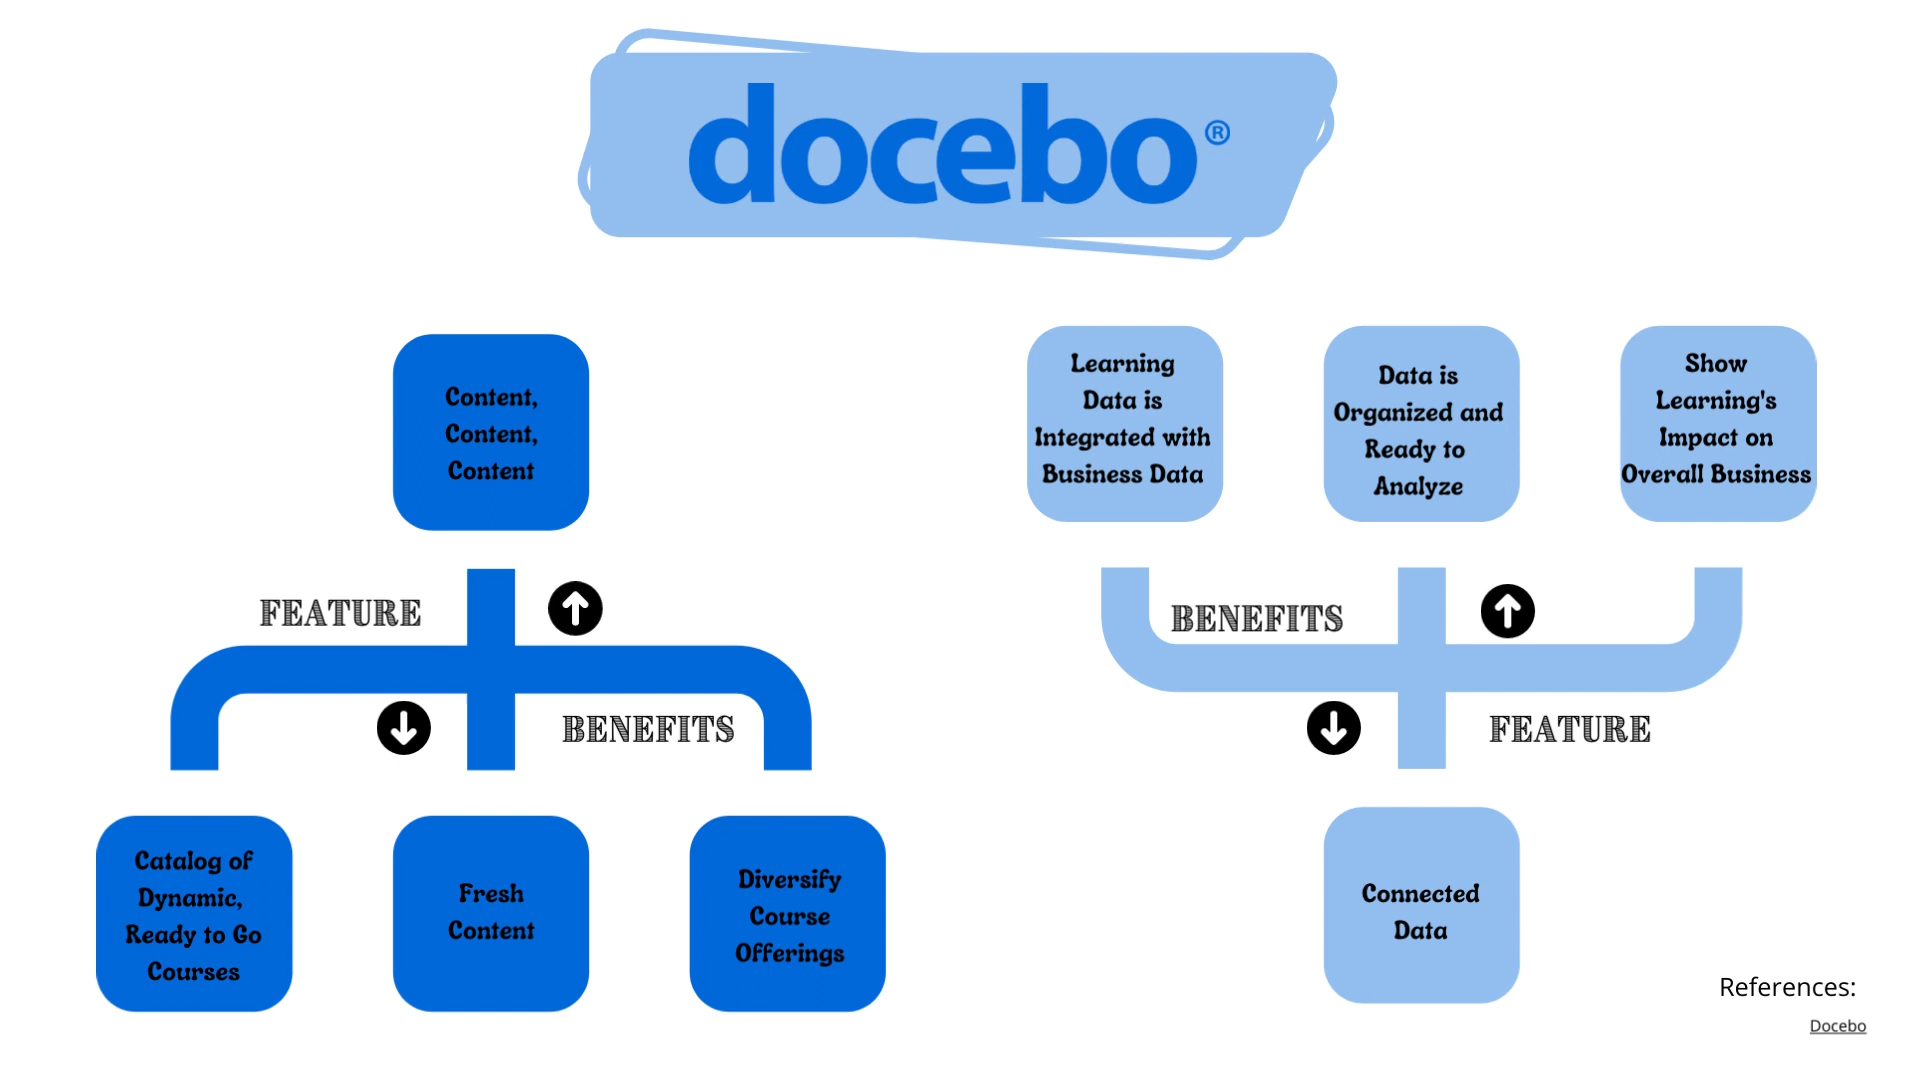 docebo®
Content,
Content,
Content
FEATURE
BENEFITS
Catalog of
Dynamic,
Ready to Go
Courses
Fresh
Content
Diversify
Course
Offerings
Learning
Data is
Integrated with
Business Data
Data is
Organized and
Ready to
Analyze
Show
Learning's
Impact on
Overall Business
BENEFITS
FEATURE
Connected
Data
References:
Docebo